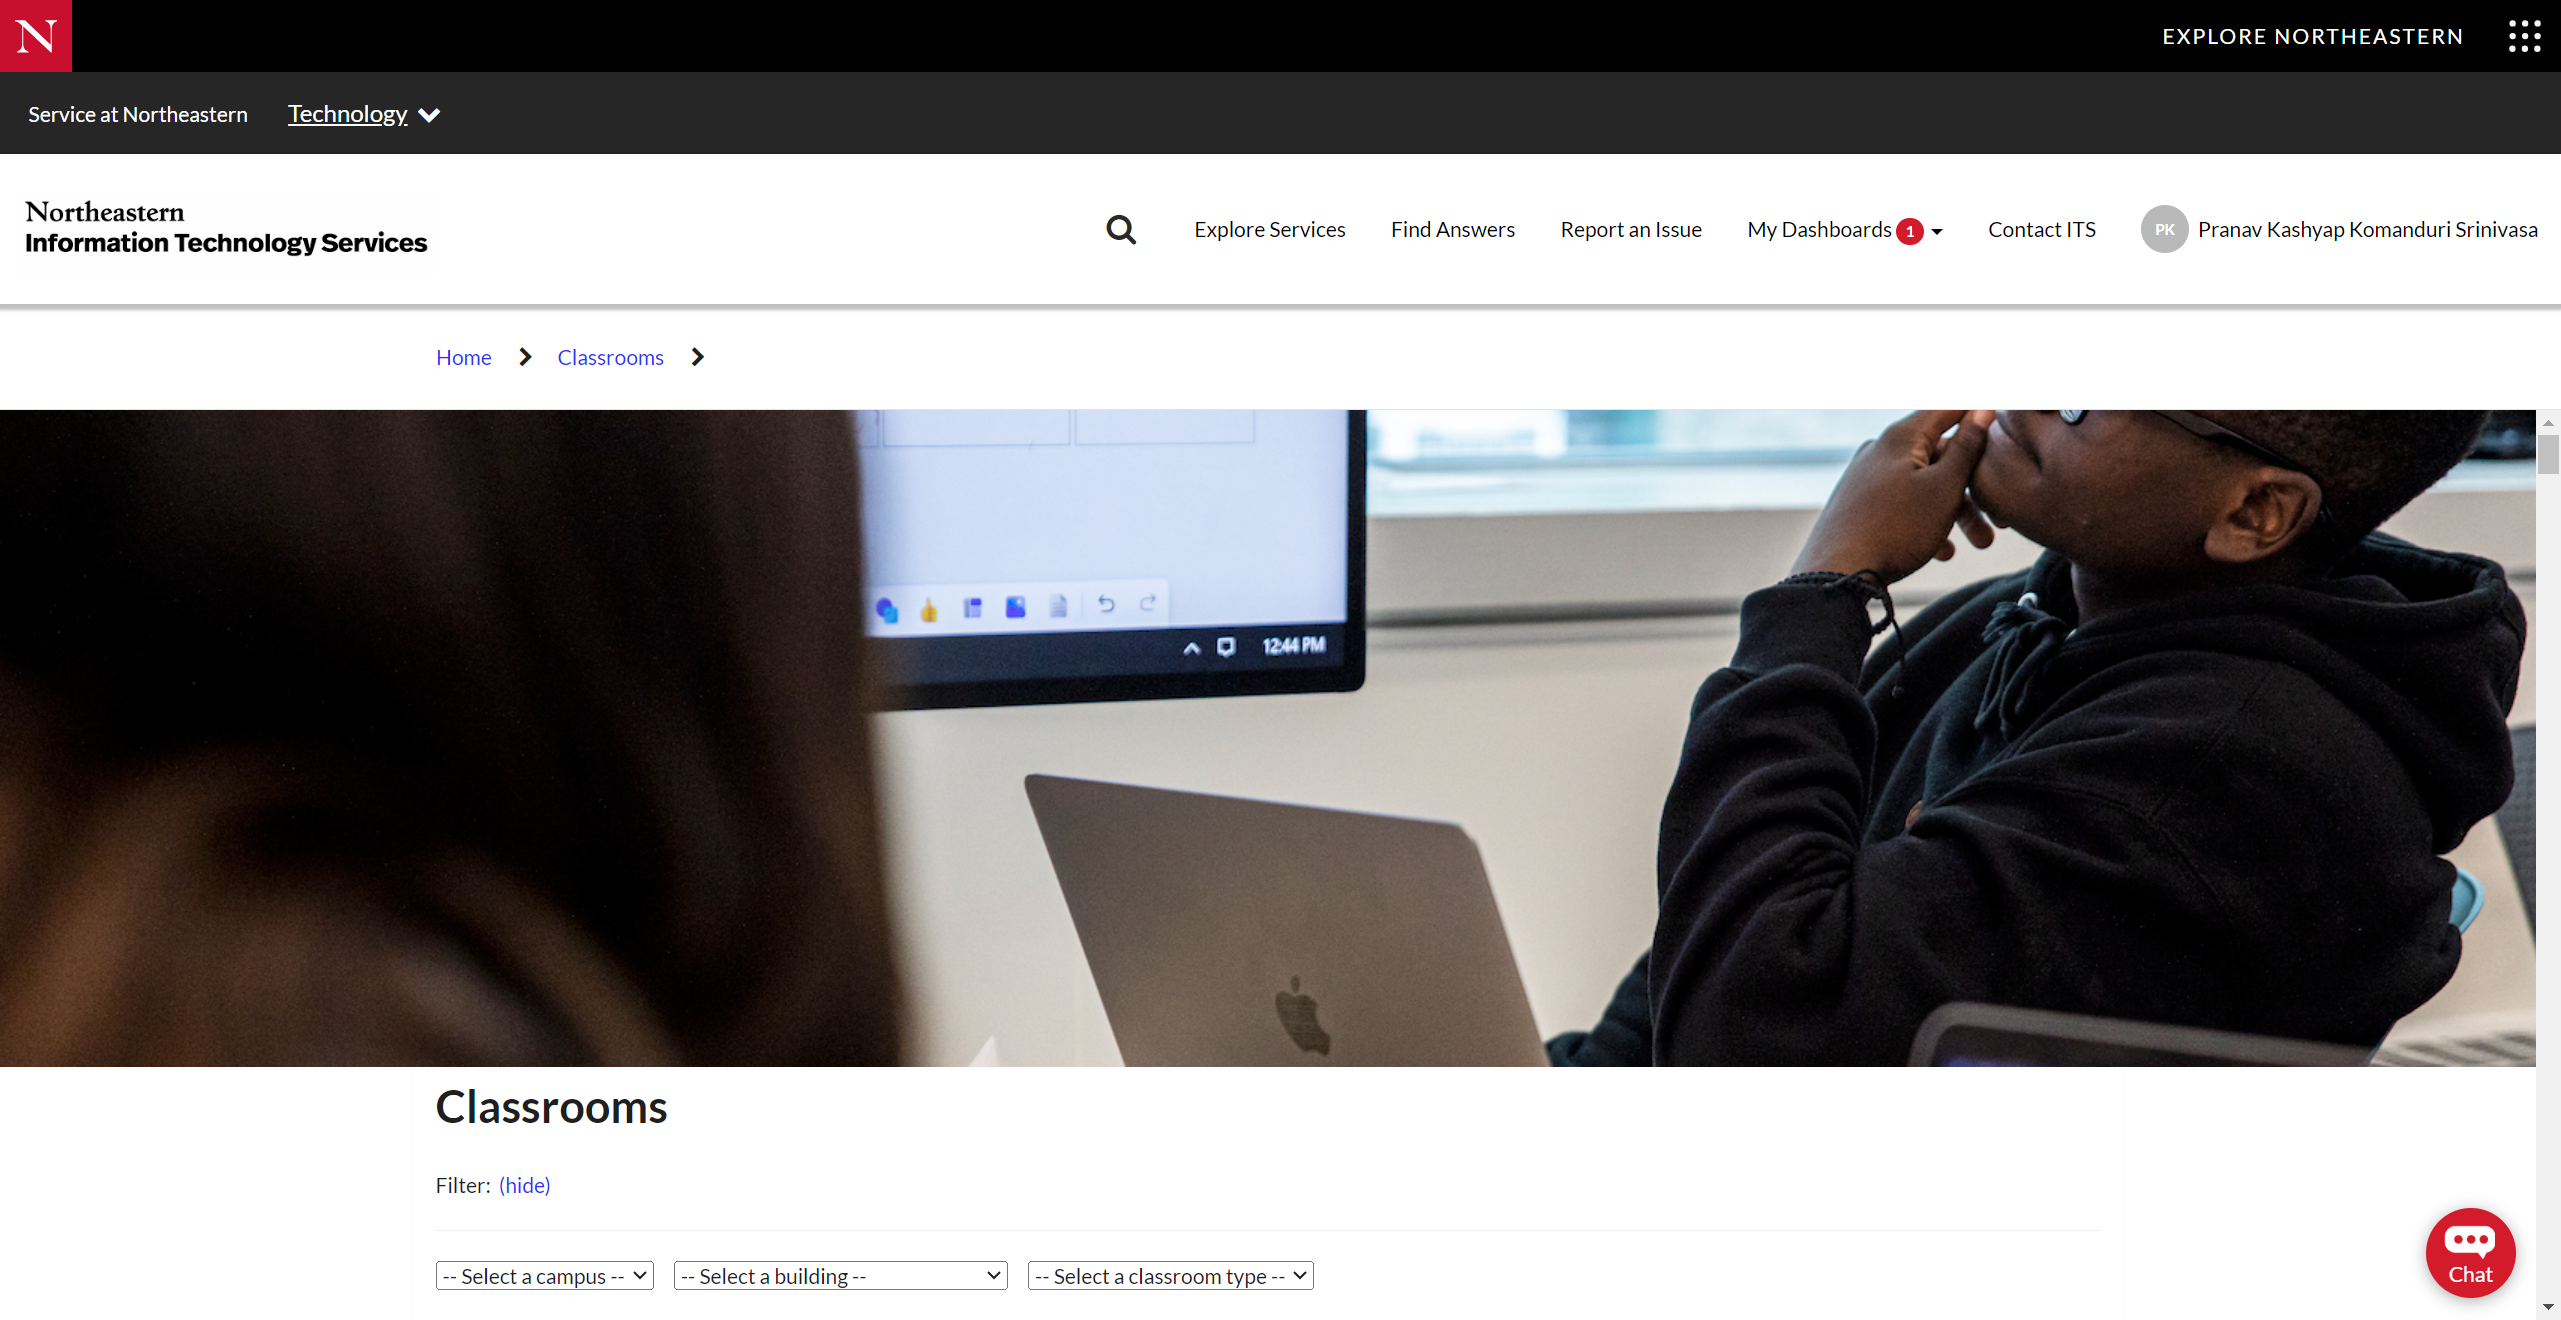 N
EXPLORE NORTHEASTERN
Service at Northeastern Technology
Northeastern
Information Technology Services
Explore Services Find Answers Report an Issue My Dashboards 1 Contact ITS PK Pranav Kashyap Komanduri Srinivasa
Home Classrooms
12:44 PM
Classrooms
Filter: (hide)
-- Select a campus -- -- Select a building -- -- Select a classroom type --
Chat